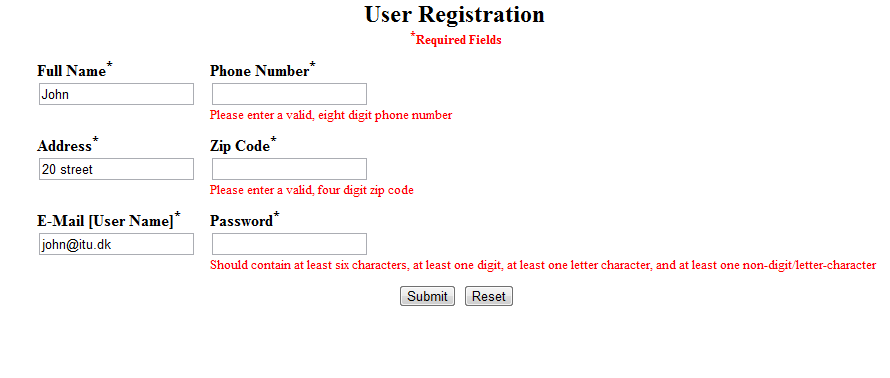 User Registration
*Required Fields
Full Name* Phone Number*
John
Please enter a valid, eight digit phone number
Address* Zip Code*
20 street
Please enter a valid, four digit zip code
E-Mail [User Name]* Password*
john@itu.dk
Should contain at least six characters, at least one digit, at least one letter character, and at least one non-digit/letter-character
Submit Reset